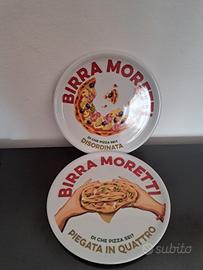 BIRRA MORETTI
DI CHE PIZZA SEI?
DISORDINATA
BIRRA MORETTI
DI CHE PIZZA SEI?
PIEGATA IN QUATTRO
subito